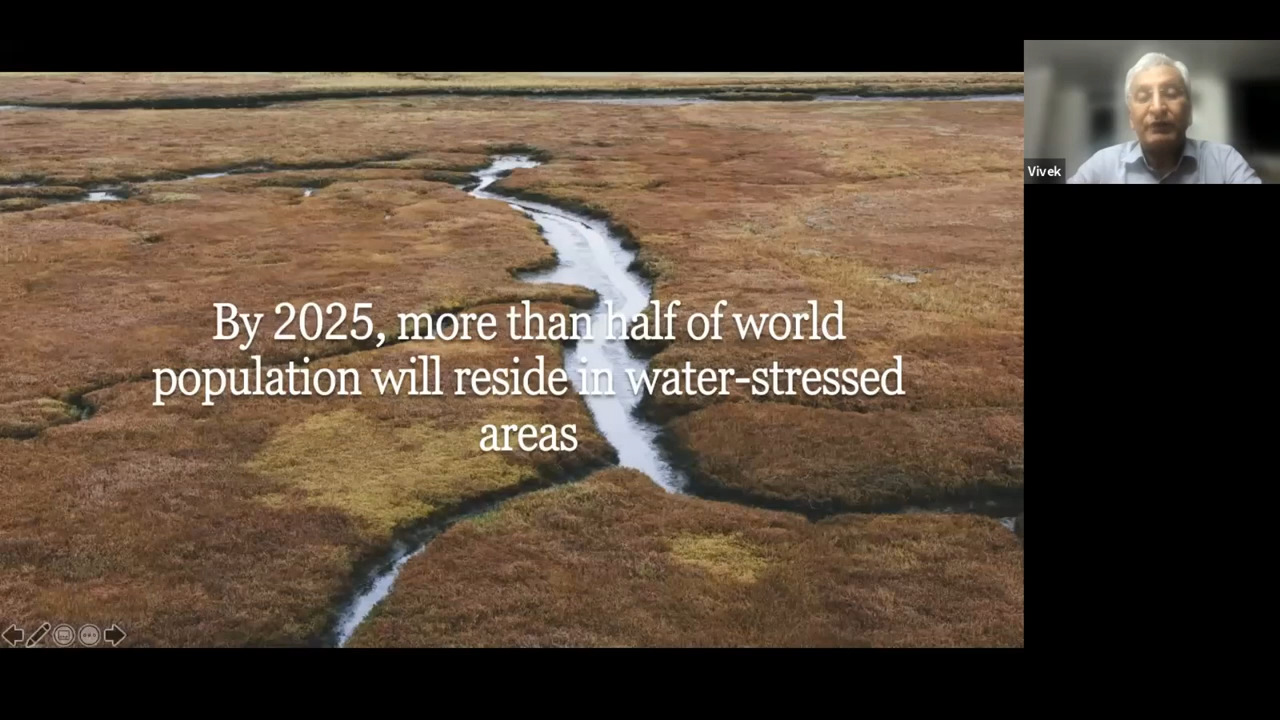 By 2025, more than half of world
population will reside in water-stressed
areas
Vivek